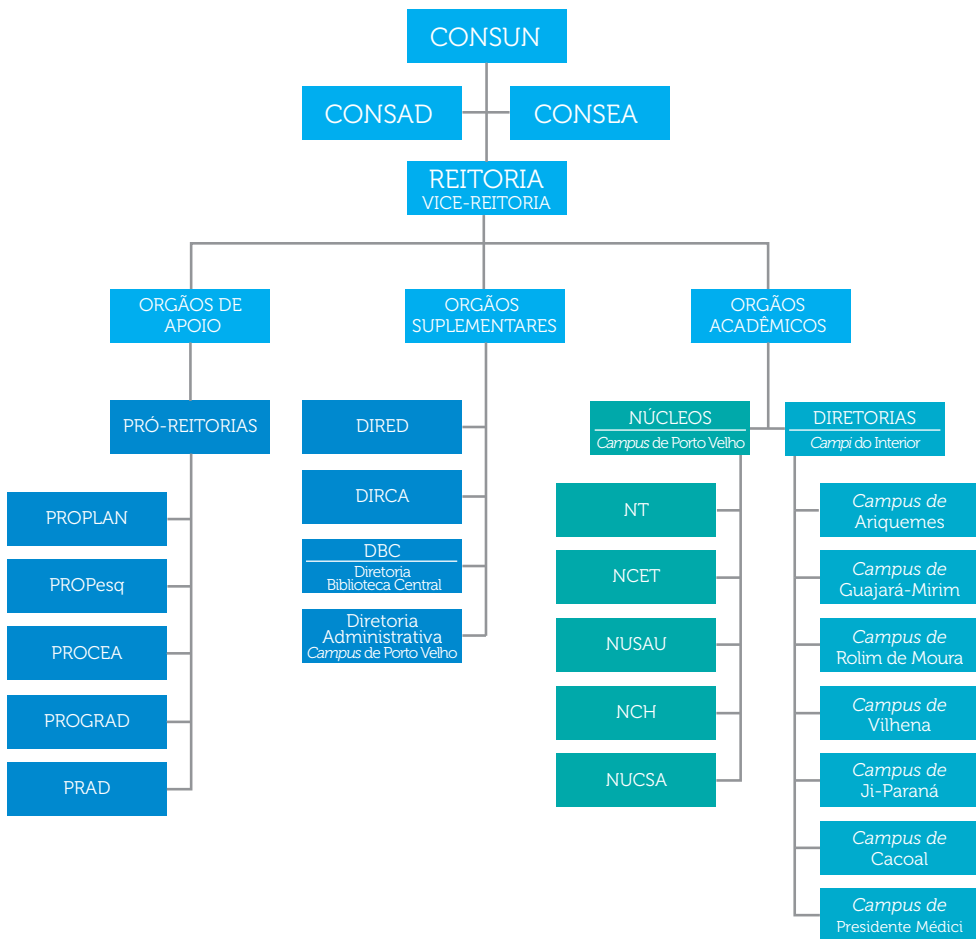 CONSUN
CONSAD
CONSEA
REITORIA
VICE-REITORIA
ORGÃOS DE
APOIO
ORGÃOS
SUPLEMENTARES
ORGÃOS
ACADÊMICOS
PRÓ-REITORIAS
PROPLAN
PROPesq
PROCEA
PROGRAD
PRAD
DIRED
DIRCA
DBC
Diretoria
Biblioteca Central
Diretoria
Administrativa
Campus de Porto Velho
NÚCLEOS
Campus de Porto Velho
NT
NCET
NUSAU
NCH
NUCSA
DIRETORIAS
Campi do Interior
Campus de
Ariquemes
Campus de
Guajará-Mirim
Campus de
Rolim de Moura
Campus de
Vilhena
Campus de
Ji-Paraná
Campus de
Cacoal
Campus de
Presidente Médici